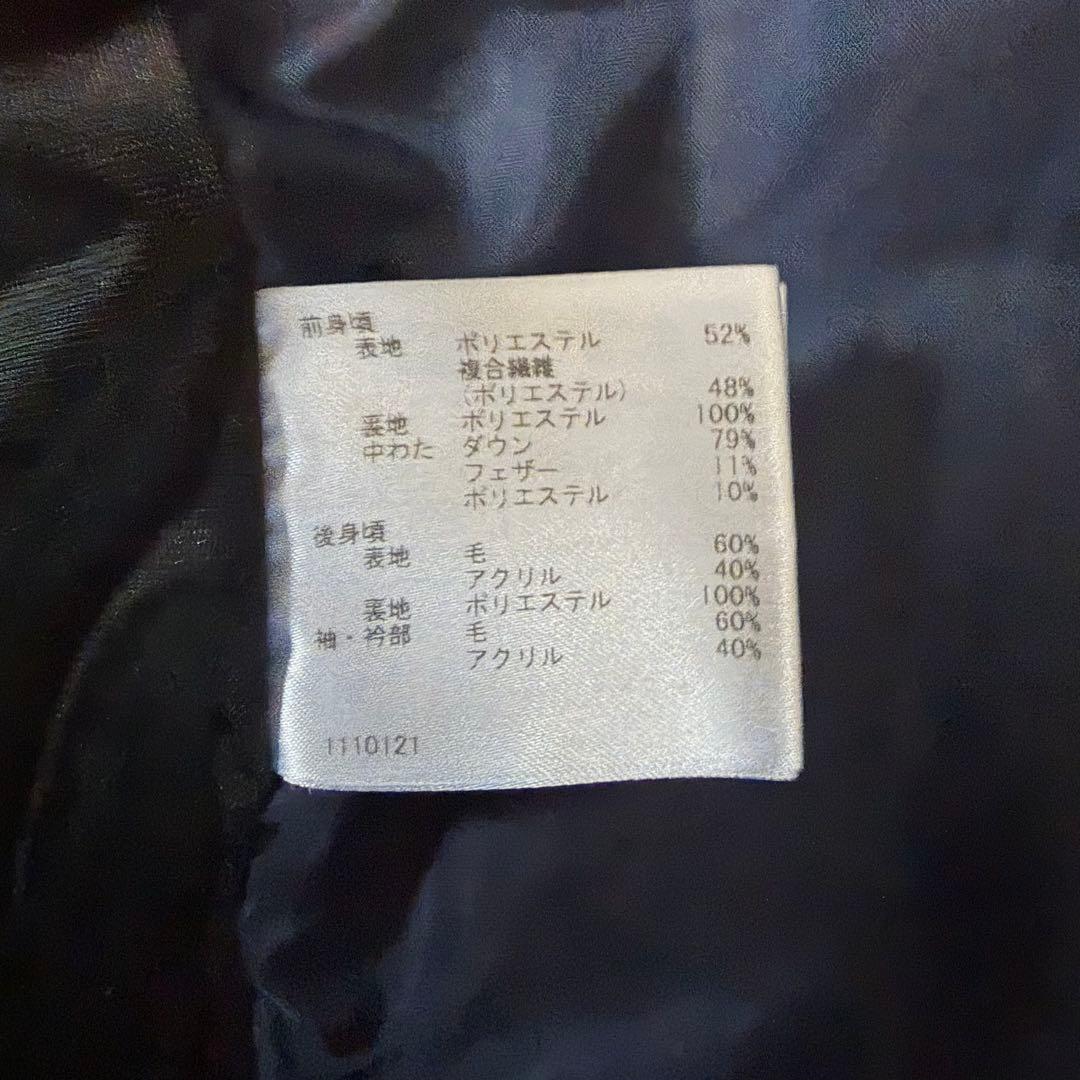 前身頃
表地 ポリエステル 52%
複合繊維
(ポリエステル) 48%
裏地 ポリエステル 100%
中わた ダウン 79%
フェザー 11%
ポリエステル 10%
後身頃
表地 毛 60%
アクリル 40%
裏地 ポリエステル 100%
袖・衿部 毛 60%
アクリル 40%
1110121